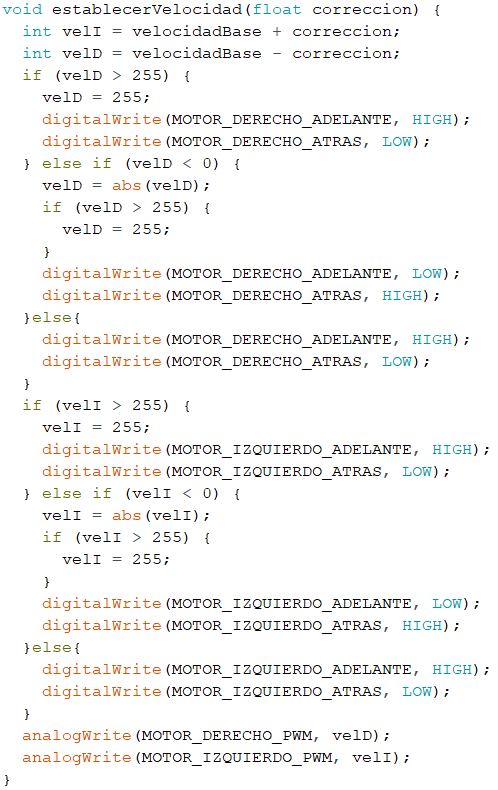 void establecerVelocidad(float correccion) {
  int velI = velocidadBase + correccion;
  int velD = velocidadBase - correccion;
  if (velD > 255) {
    velD = 255;
    digitalWrite(MOTOR_DERECHO_ADELANTE, HIGH);
    digitalWrite(MOTOR_DERECHO_ATRAS, LOW);
  } else if (velD < 0) {
    velD = abs(velD);
    if (velD > 255) {
      velD = 255;
    }
    digitalWrite(MOTOR_DERECHO_ADELANTE, LOW);
    digitalWrite(MOTOR_DERECHO_ATRAS, HIGH);
  }else{
    digitalWrite(MOTOR_DERECHO_ADELANTE, HIGH);
    digitalWrite(MOTOR_DERECHO_ATRAS, LOW);
  }
  if (velI > 255) {
    velI = 255;
    digitalWrite(MOTOR_IZQUIERDO_ADELANTE, HIGH);
    digitalWrite(MOTOR_IZQUIERDO_ATRAS, LOW);
  } else if (velI < 0) {
    velI = abs(velI);
    if (velI > 255) {
      velI = 255;
    }
    digitalWrite(MOTOR_IZQUIERDO_ADELANTE, LOW);
    digitalWrite(MOTOR_IZQUIERDO_ATRAS, HIGH);
  }else{
    digitalWrite(MOTOR_IZQUIERDO_ADELANTE, HIGH);
    digitalWrite(MOTOR_IZQUIERDO_ATRAS, LOW);
  }
  analogWrite(MOTOR_DERECHO_PWM, velD);
  analogWrite(MOTOR_IZQUIERDO_PWM, velI);
}